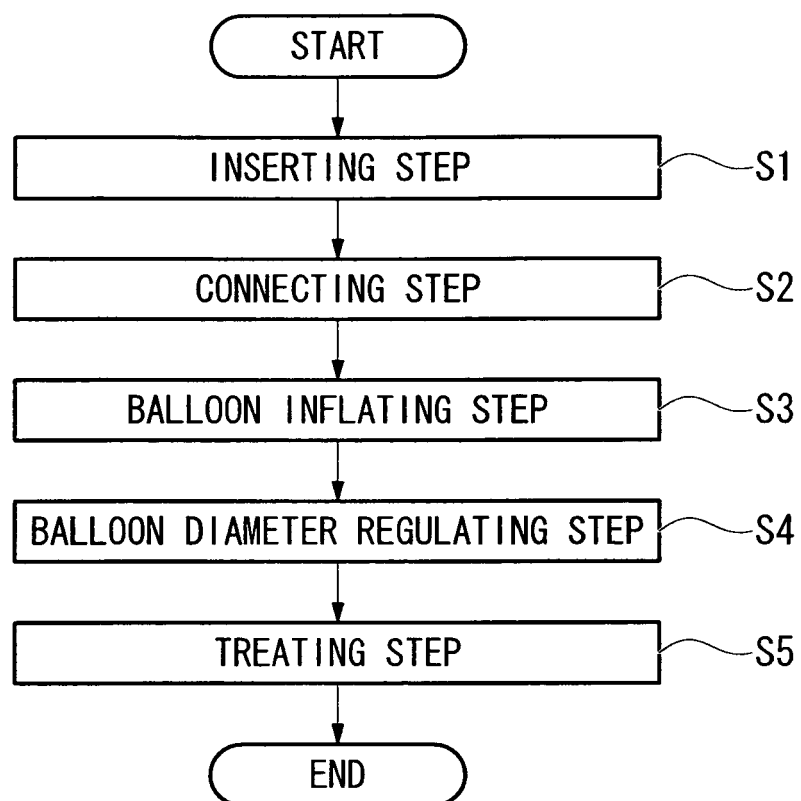 START
INSERTING STEP S1
CONNECTING STEP S2
BALLOON INFLATING STEP S3
BALLOON DIAMETER REGULATING STEP S4
TREATING STEP S5
END